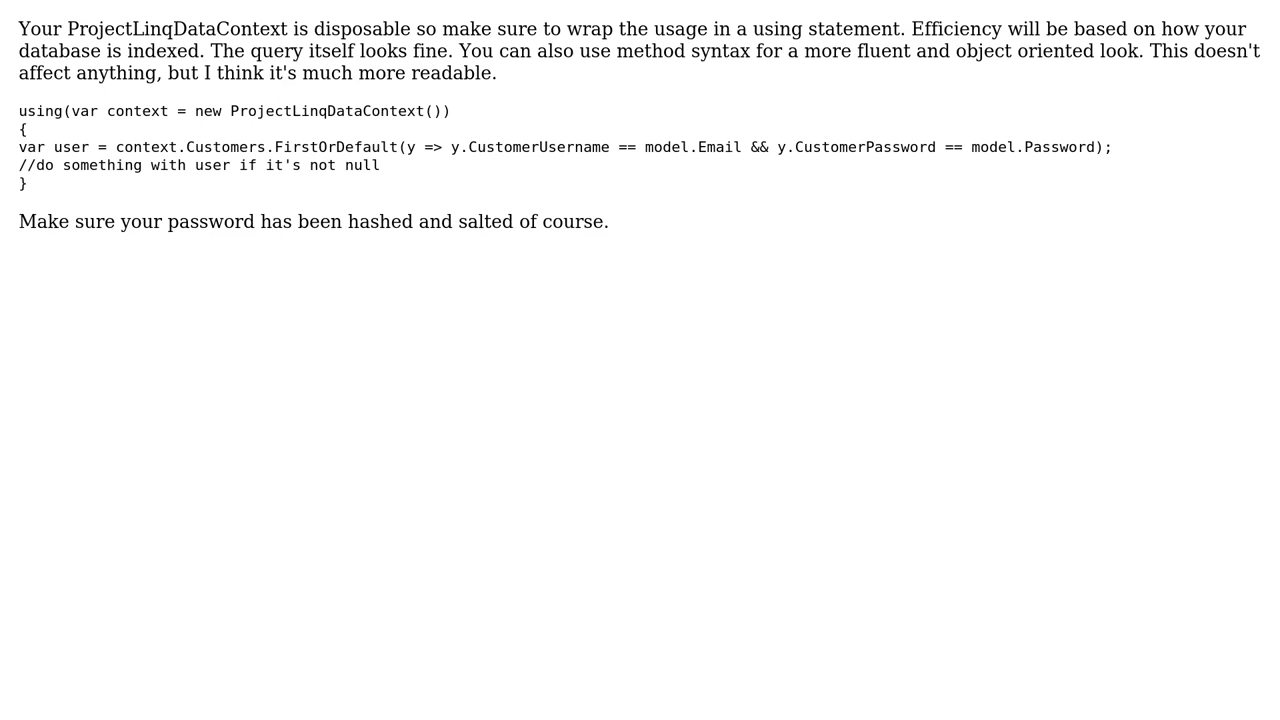 Your ProjectLinqDataContext is disposable so make sure to wrap the usage in a using statement. Efficiency will be based on how your
database is indexed. The query itself looks fine. You can also use method syntax for a more fluent and object oriented look. This doesn't
affect anything, but I think it's much more readable.
using(var context = new ProjectLinqDataContext())
{
var user = context.Customers.FirstOrDefault(y => y.CustomerUsername == model.Email && y.CustomerPassword == model.Password);
//do something with user if it's not null
}
Make sure your password has been hashed and salted of course.